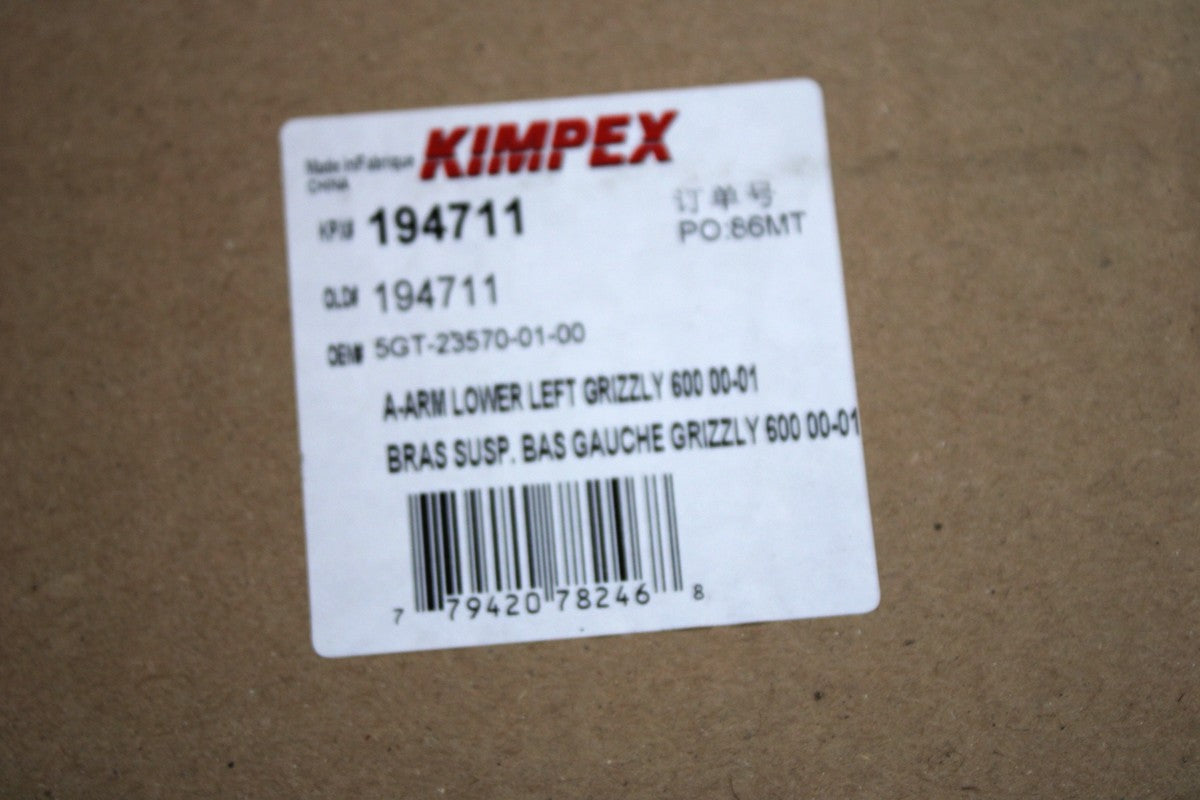 KIMPEX
Made in/Fabriqué
CHINA
KPX# 194711
订单号
PO:86MT
OLD# 194711
OEM# 5GT-23570-01-00
A-ARM LOWER LEFT GRIZZLY 600 00-01
BRAS SUSP. BAS GAUCHE GRIZZLY 600 00-01
7 79420 78246 8